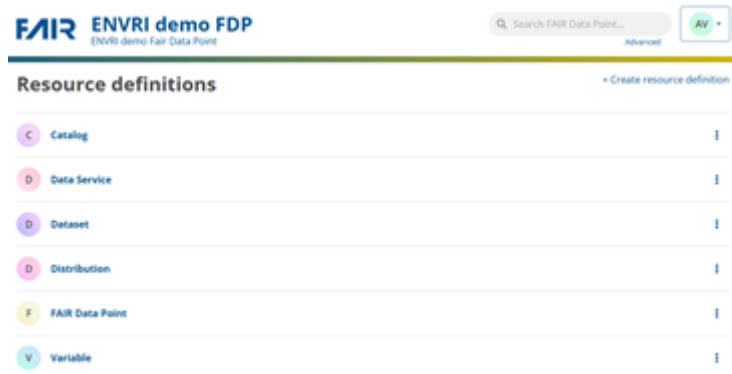 FAIR ENVRI demo FDP
ENVRI demo Fair Data Point
Search FAIR Data Point...
Advanced
AV
Resource definitions
+ Create resource definition
C Catalog
D Data Service
D Dataset
D Distribution
F FAIR Data Point
V Variable